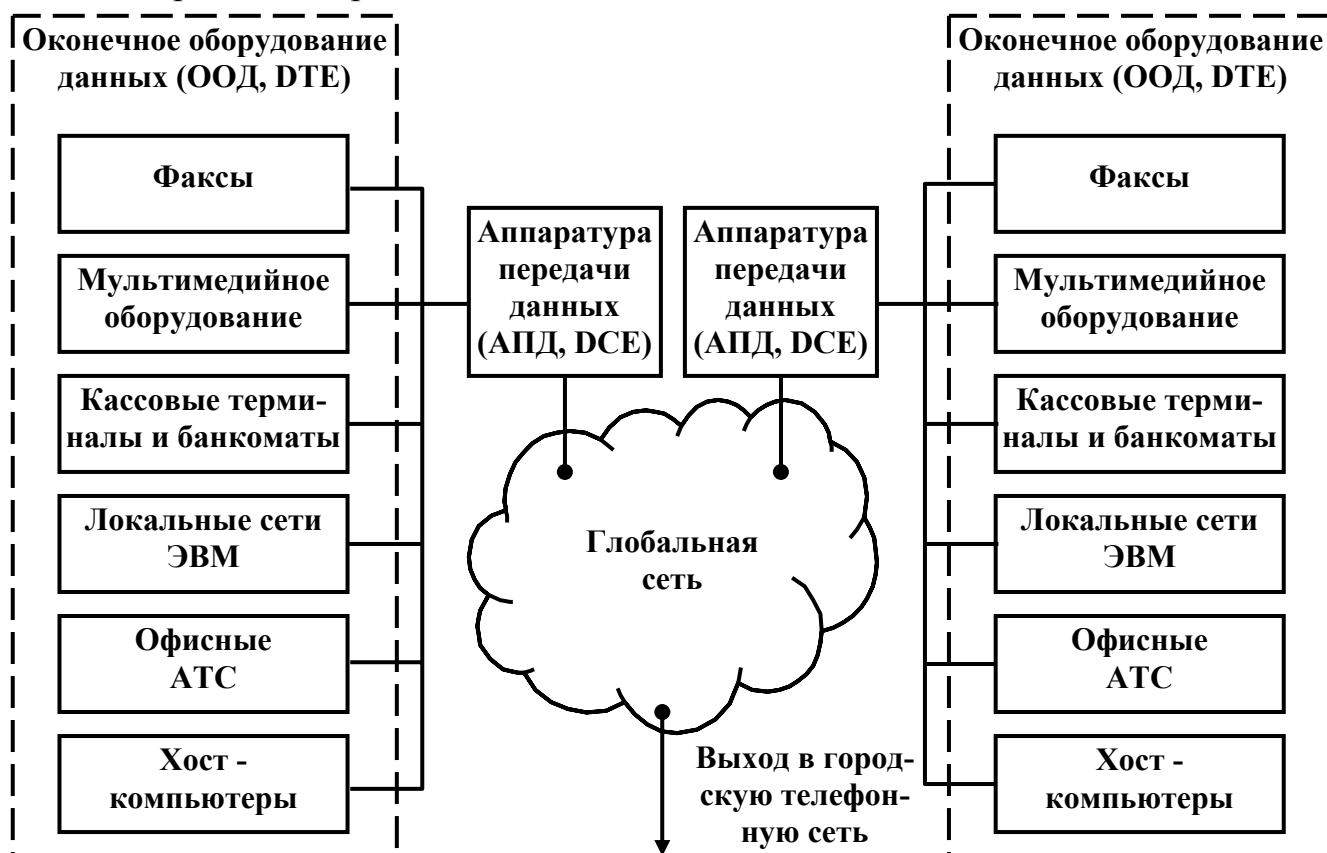 Оконечное оборудование
данных (ООД, DTE)
Факсы
Мультимедийное
оборудование
Кассовые терми-
налы и банкоматы
Локальные сети
ЭВМ
Офисные
АТС
Хост -
компьютеры
Аппаратура
передачи
данных
(АПД, DCE)
Аппаратура
передачи
данных
(АПД, DCE)
Глобальная
сеть
Выход в город-
скую телефон-
ную сеть
Оконечное оборудование
данных (ООД, DTE)
Факсы
Мультимедийное
оборудование
Кассовые терми-
налы и банкоматы
Локальные сети
ЭВМ
Офисные
АТС
Хост -
компьютеры